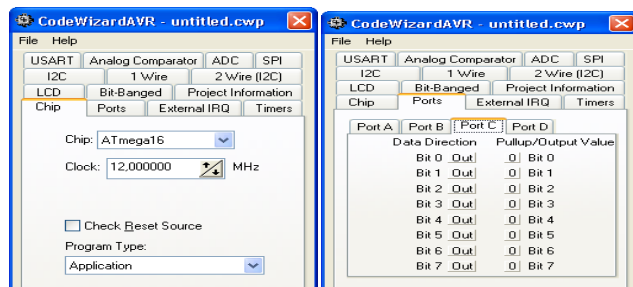 CodeWizardAVR - untitled.cwp
File Help
USART Analog Comparator ADC SPI
I2C 1 Wire 2 Wire (I2C)
LCD Bit-Banged Project Information
Chip Ports External IRQ Timers
Chip: ATmega16
Clock: 12,000000 MHz
Check Reset Source
Program Type:
Application
CodeWizardAVR - untitled.cwp
File Help
USART Analog Comparator ADC SPI
I2C 1 Wire 2 Wire (I2C)
LCD Bit-Banged Project Information
Chip Ports External IRQ Timers
Port A Port B Port C Port D
Data Direction Pullup/Output Value
Bit 0 Out 0 Bit 0
Bit 1 Out 0 Bit 1
Bit 2 Out 0 Bit 2
Bit 3 Out 0 Bit 3
Bit 4 Out 0 Bit 4
Bit 5 Out 0 Bit 5
Bit 6 Out 0 Bit 6
Bit 7 Out 0 Bit 7